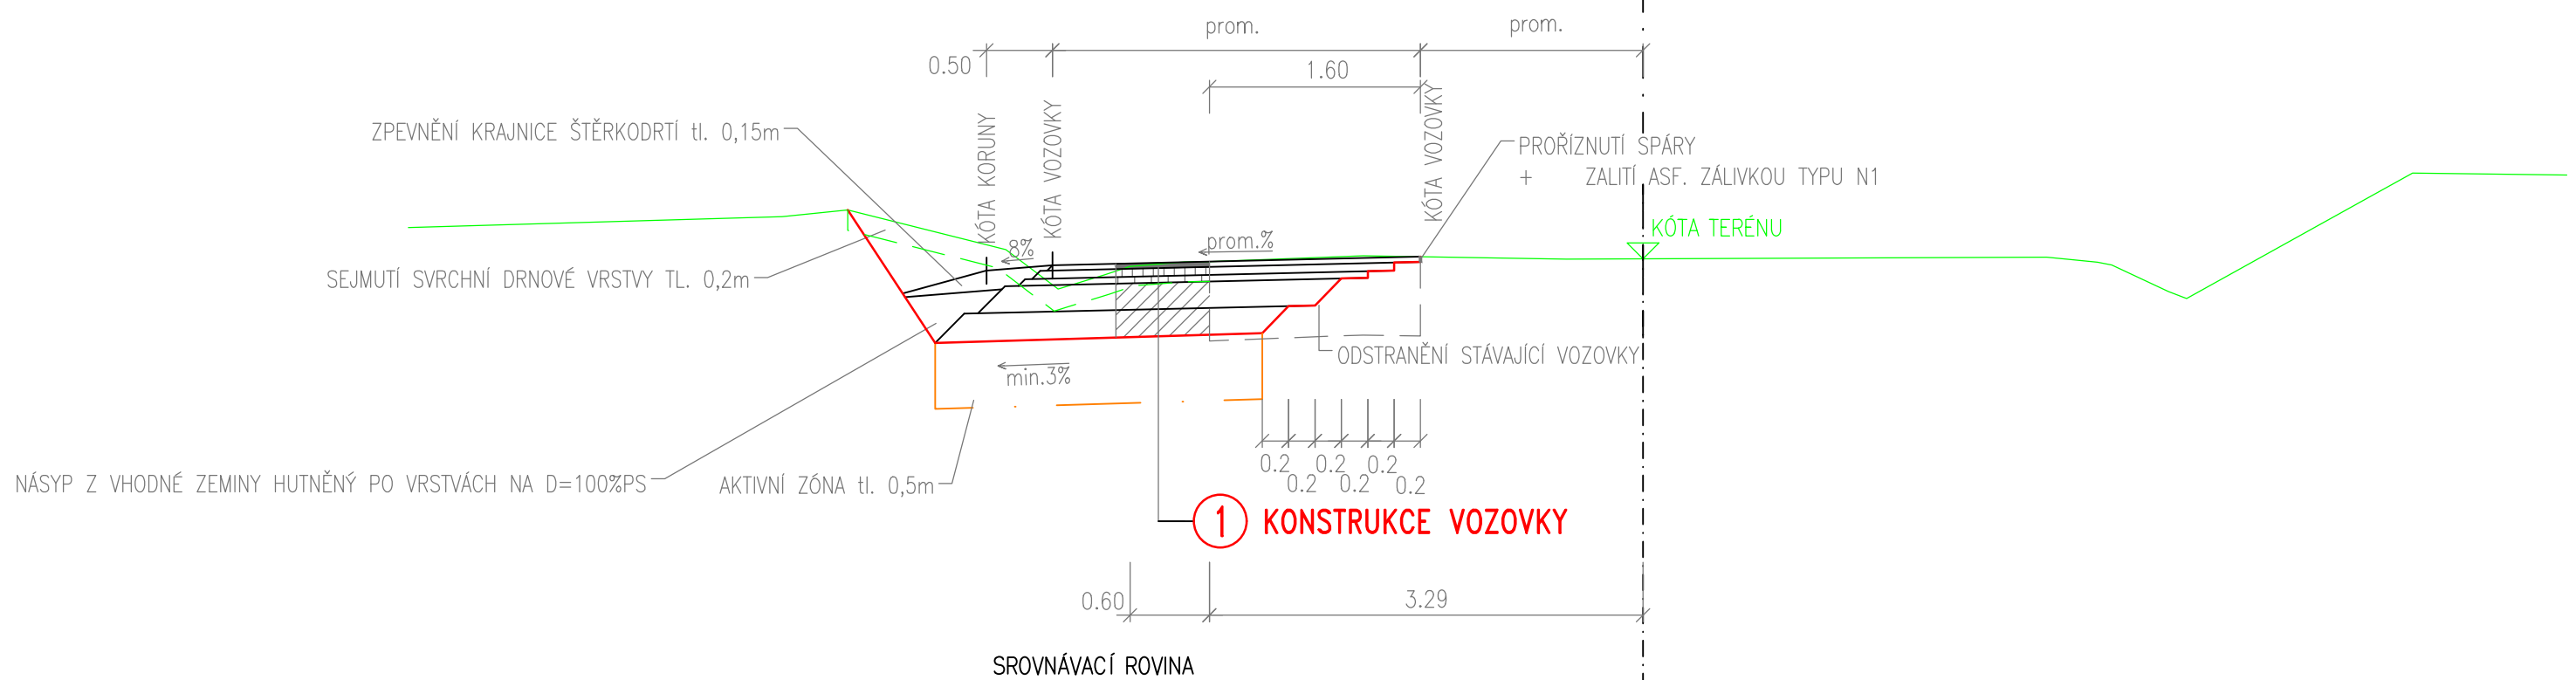 prom.
prom.
0.50
1.60
ZPEVNĚNÍ KRAJNICE ŠTĚRKODRTÍ tl. 0,15m
KÓTA KORUNY
KÓTA VOZOVKY
KÓTA VOZOVKY
PROŘÍZNUTÍ SPÁRY
+ ZALITÍ ASF. ZÁLIVKOU TYPU N1
KÓTA TERÉNU
8%
prom.%
SEJMUTÍ SVRCHNÍ DRNOVÉ VRSTVY TL. 0,2m
ODSTRANĚNÍ STÁVAJÍCÍ VOZOVKY
min.3%
NÁSYP Z VHODNÉ ZEMINY HUTNĚNÝ PO VRSTVÁCH NA D=100%PS
AKTIVNÍ ZÓNA tl. 0,5m
0.2 0.2 0.2
0.2 0.2 0.2
1 KONSTRUKCE VOZOVKY
0.60
3.29
SROVNÁVACÍ ROVINA